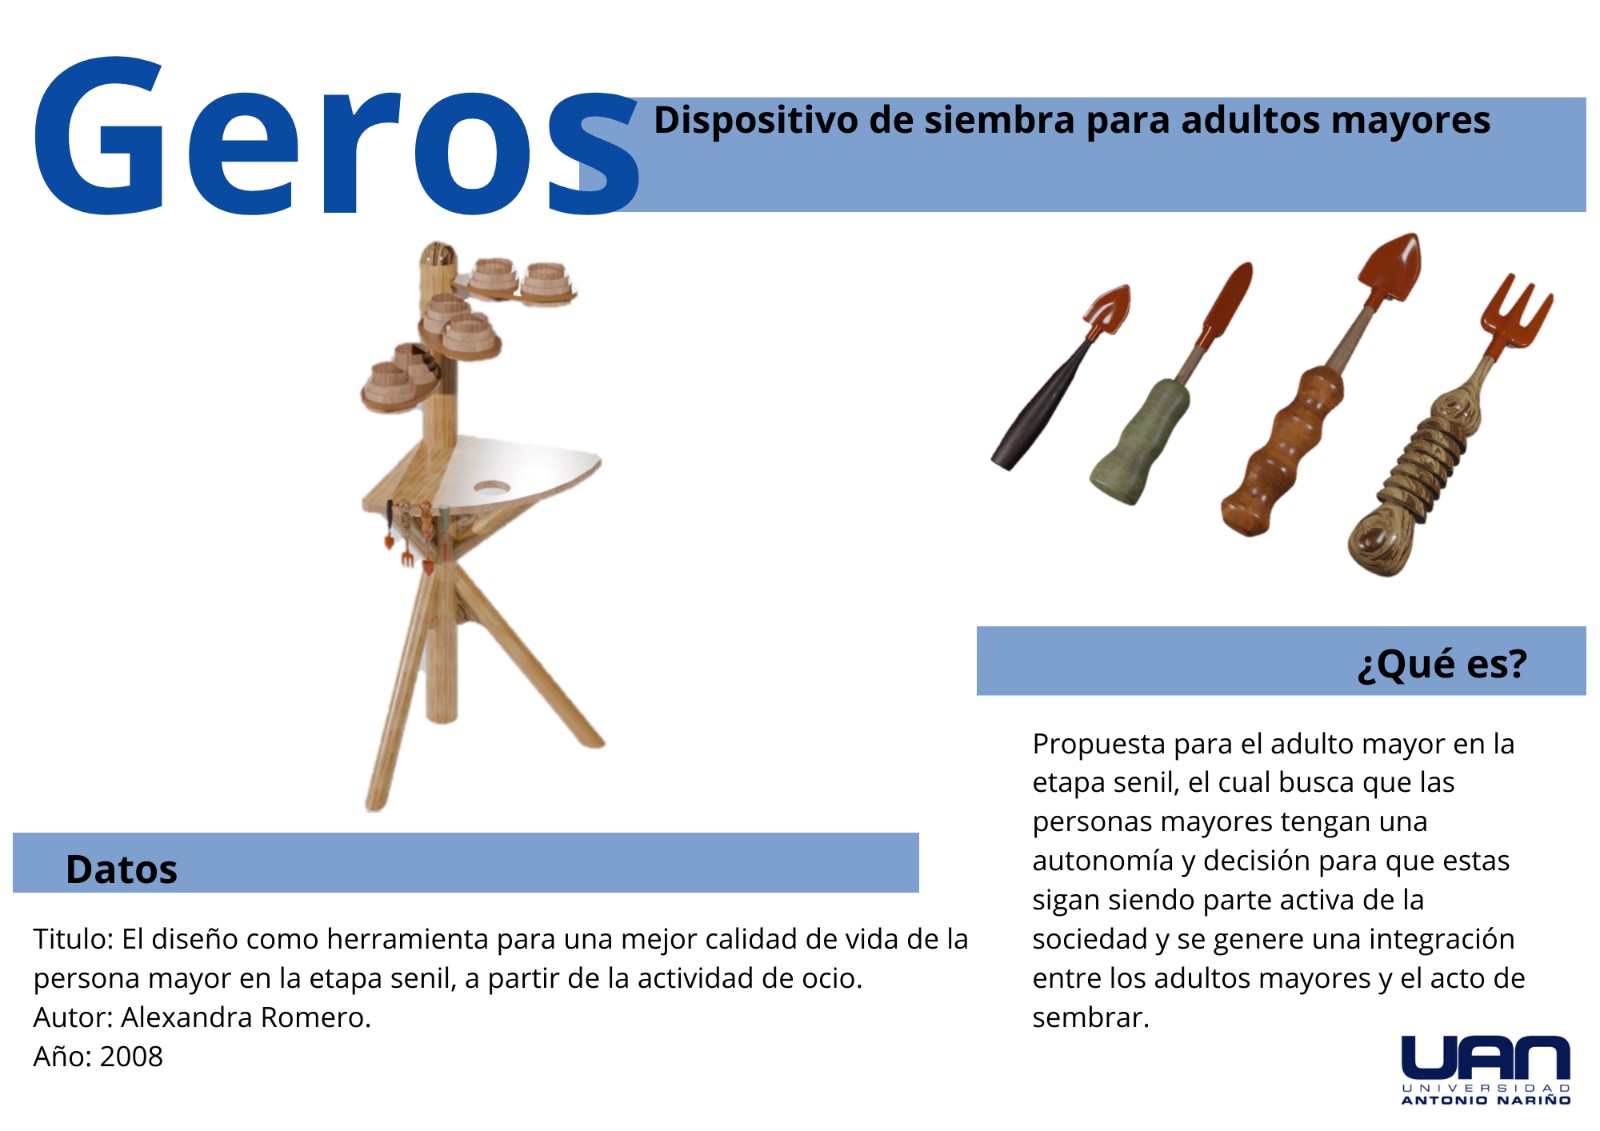 Geros
Dispositivo de siembra para adultos mayores
¿Qué es?
Propuesta para el adulto mayor en la
etapa senil, el cual busca que las
personas mayores tengan una
autonomía y decisión para que estas
sigan siendo parte activa de la
sociedad y se genere una integración
entre los adultos mayores y el acto de
sembrar.
Datos
Titulo: El diseño como herramienta para una mejor calidad de vida de la
persona mayor en la etapa senil, a partir de la actividad de ocio.
Autor: Alexandra Romero.
Año: 2008
UAN
UNIVERSIDAD
ANTONIO NARIÑO